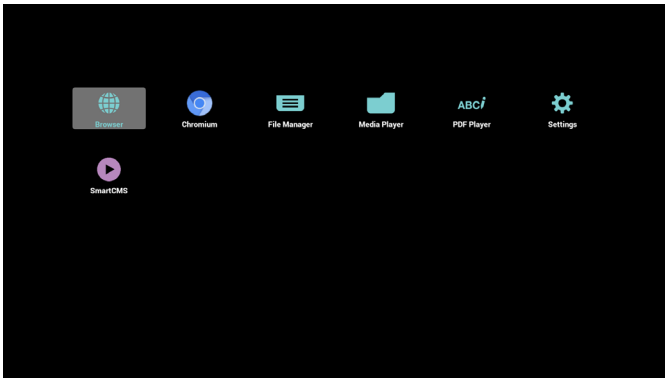 Browser
Chromium
File Manager
Media Player
ABCi
PDF Player
Settings
SmartCMS